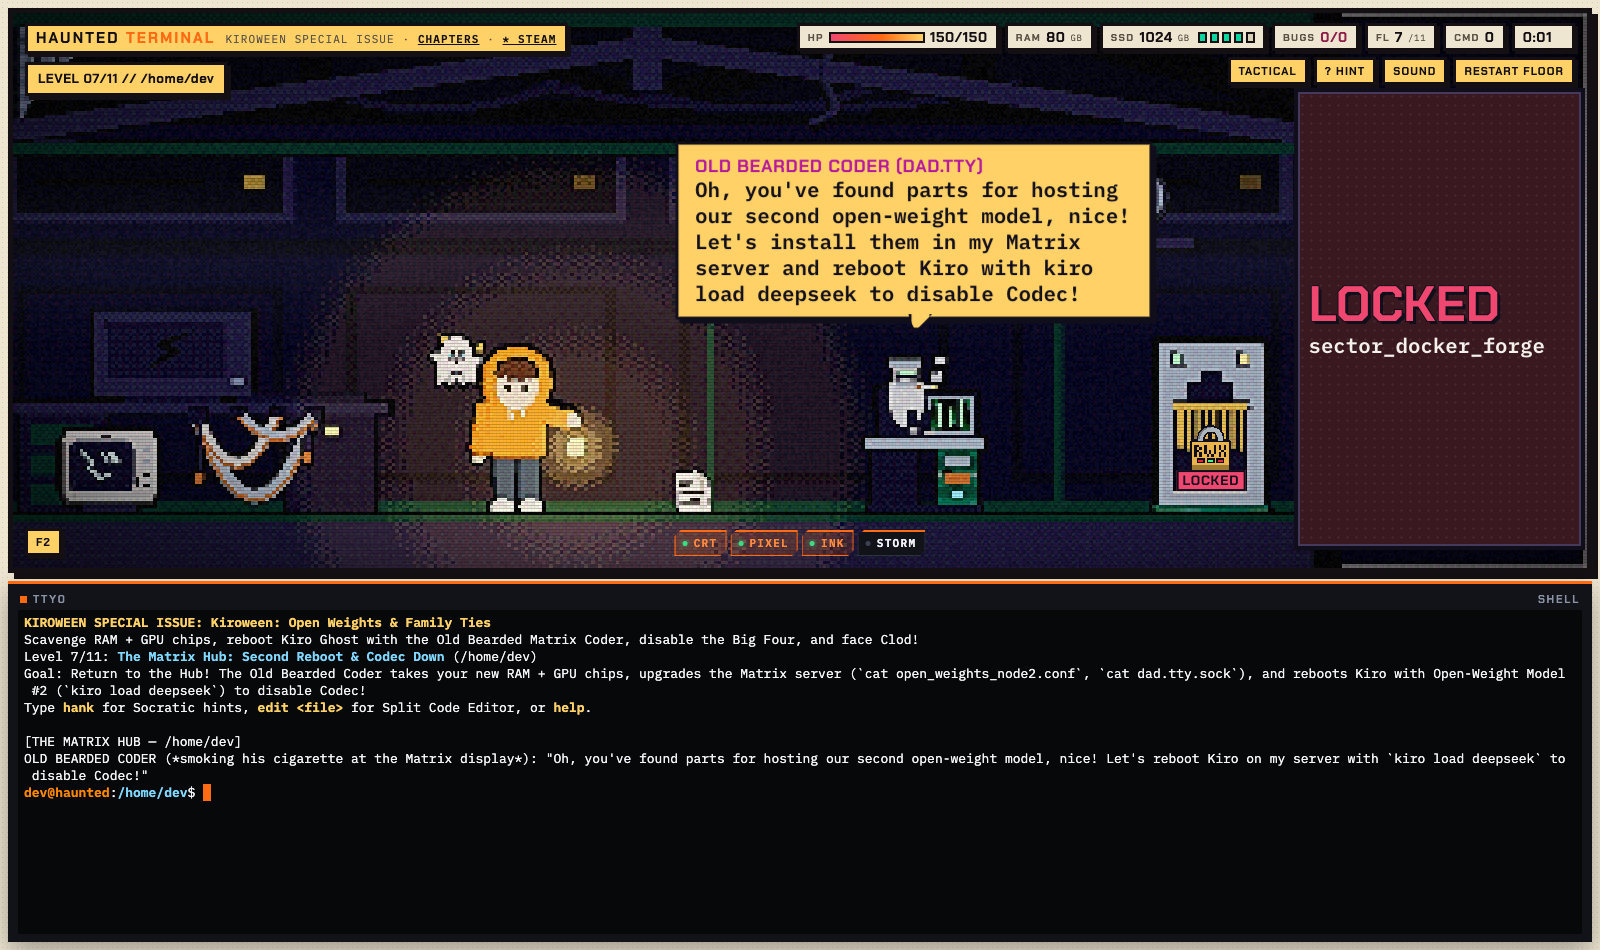 HAUNTED TERMINAL KIROWEEN SPECIAL ISSUE · CHAPTERS · * STEAM
HP 150/150 RAM 80 GB SSD 1024 GB BUGS 0/0 FL 7 /11 CMD 0 0:01
LEVEL 07/11 // /home/dev
TACTICAL ? HINT SOUND RESTART FLOOR
OLD BEARDED CODER (DAD.TTY)
Oh, you've found parts for hosting
our second open-weight model, nice!
Let's install them in my Matrix
server and reboot Kiro with kiro
load deepseek to disable Codec!
LOCKED
sector_docker_forge
RWX
LOCKED
F2
CRT PIXEL INK STORM
TTY0 SHELL
KIROWEEN SPECIAL ISSUE: Kiroween: Open Weights & Family Ties
Scavenge RAM + GPU chips, reboot Kiro Ghost with the Old Bearded Matrix Coder, disable the Big Four, and face Clod!
Level 7/11: The Matrix Hub: Second Reboot & Codec Down (/home/dev)
Goal: Return to the Hub! The Old Bearded Coder takes your new RAM + GPU chips, upgrades the Matrix server (`cat open_weights_node2.conf`, `cat dad.tty.sock`), and reboots Kiro with Open-Weight Model
#2 (`kiro load deepseek`) to disable Codec!
Type hank for Socratic hints, edit <file> for Split Code Editor, or help.
[THE MATRIX HUB — /home/dev]
OLD BEARDED CODER (*smoking his cigarette at the Matrix display*): "Oh, you've found parts for hosting our second open-weight model, nice! Let's reboot Kiro on my server with `kiro load deepseek` to
disable Codec!"
dev@haunted:/home/dev$